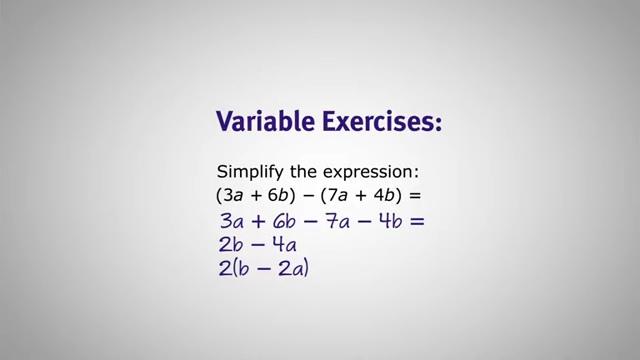 Variable Exercises:
Simplify the expression:
(3a + 6b) − (7a + 4b) =
3a + 6b − 7a − 4b =
2b − 4a
2(b − 2a)